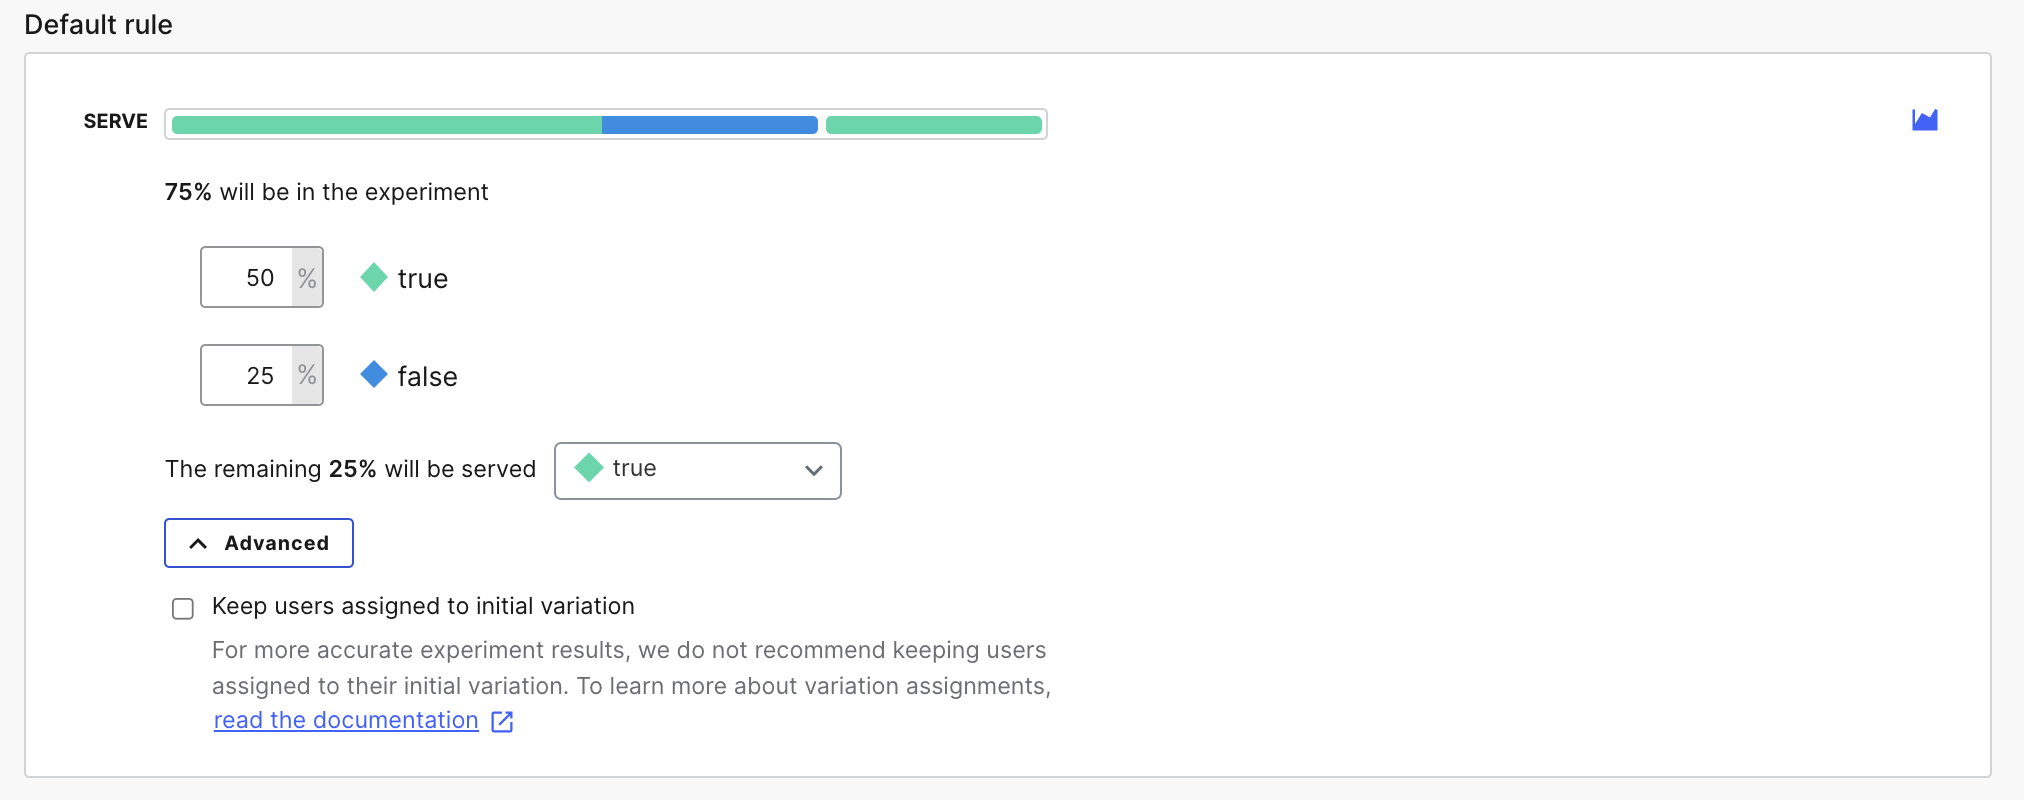 Default rule
SERVE
75% will be in the experiment
50 % true
25 % false
The remaining 25% will be served true
Advanced
Keep users assigned to initial variation
For more accurate experiment results, we do not recommend keeping users
assigned to their initial variation. To learn more about variation assignments,
read the documentation